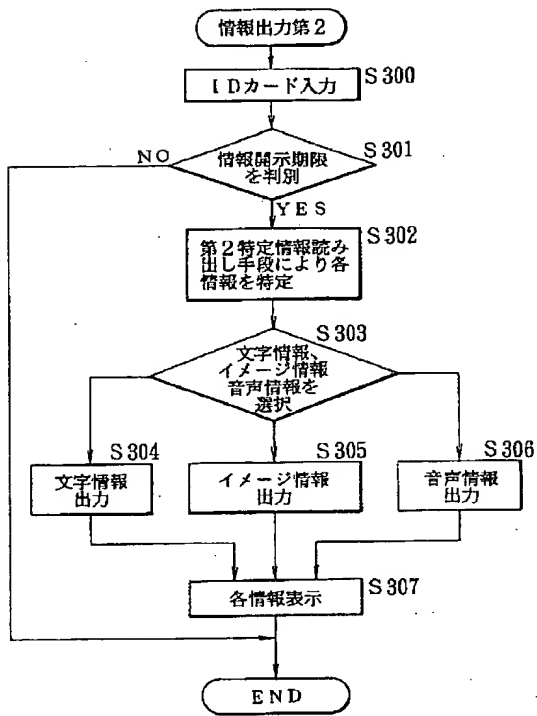 情報出力第2
IDカード入力
S300
NO
情報開示期限
を判別
S301
YES
S302
第2特定情報読み
出し手段により各
情報を特定
S303
文字情報、
イメージ情報
音声情報を
選択
S304
文字情報
出力
S305
イメージ情報
出力
S306
音声情報
出力
各情報表示
S307
END